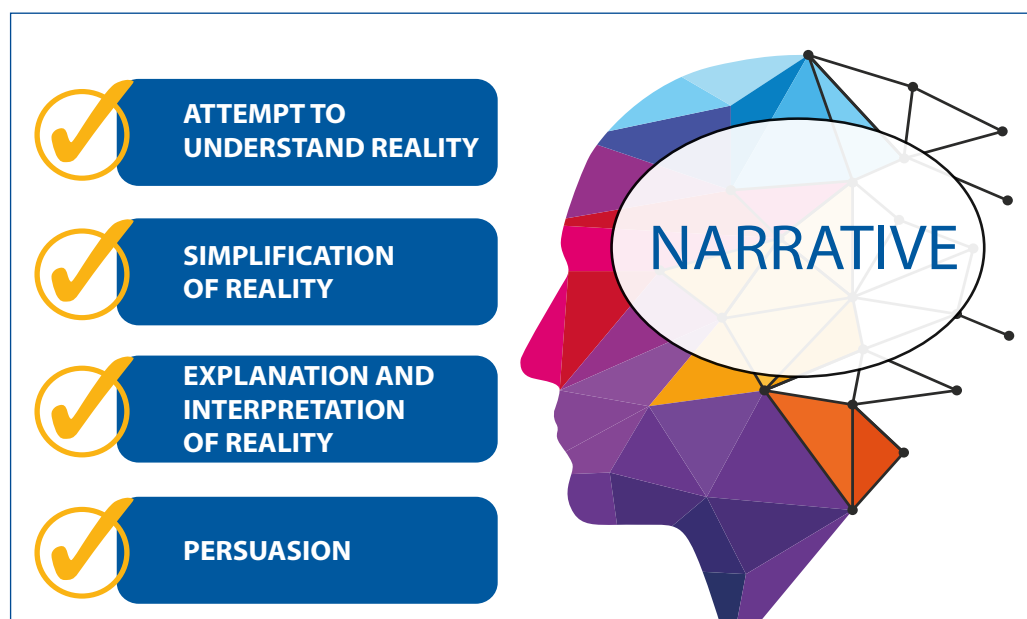 ATTEMPT TO
UNDERSTAND REALITY
SIMPLIFICATION
OF REALITY
EXPLANATION AND
INTERPRETATION
OF REALITY
PERSUASION
NARRATIVE